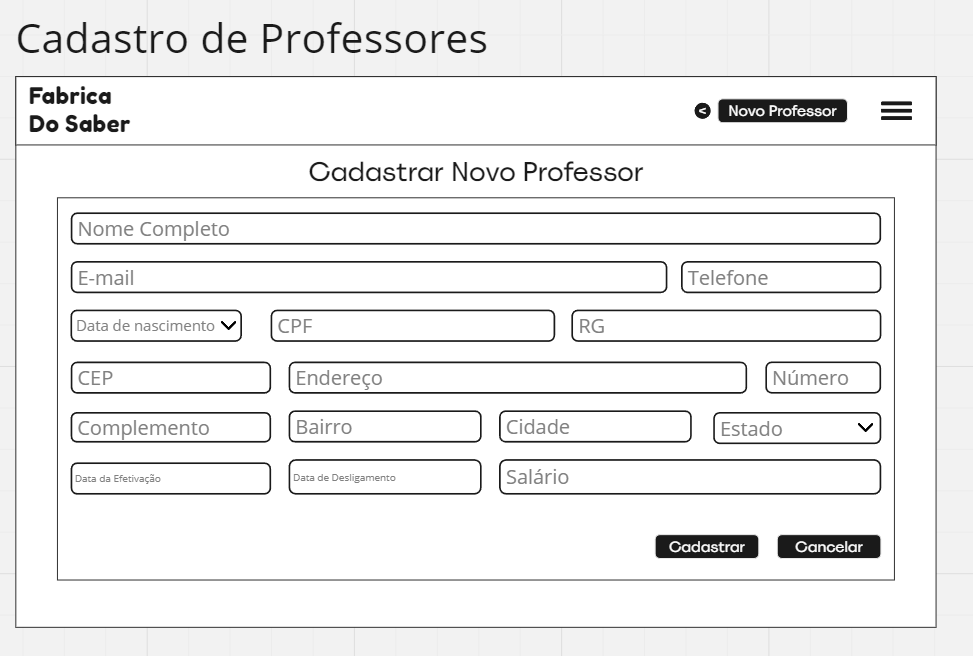 Cadastro de Professores
Fabrica
Do Saber
< Novo Professor
Cadastrar Novo Professor
Nome Completo
E-mail Telefone
Data de nascimento CPF RG
CEP Endereço Número
Complemento Bairro Cidade Estado
Data da Efetivação Data de Desligamento Salário
Cadastrar Cancelar